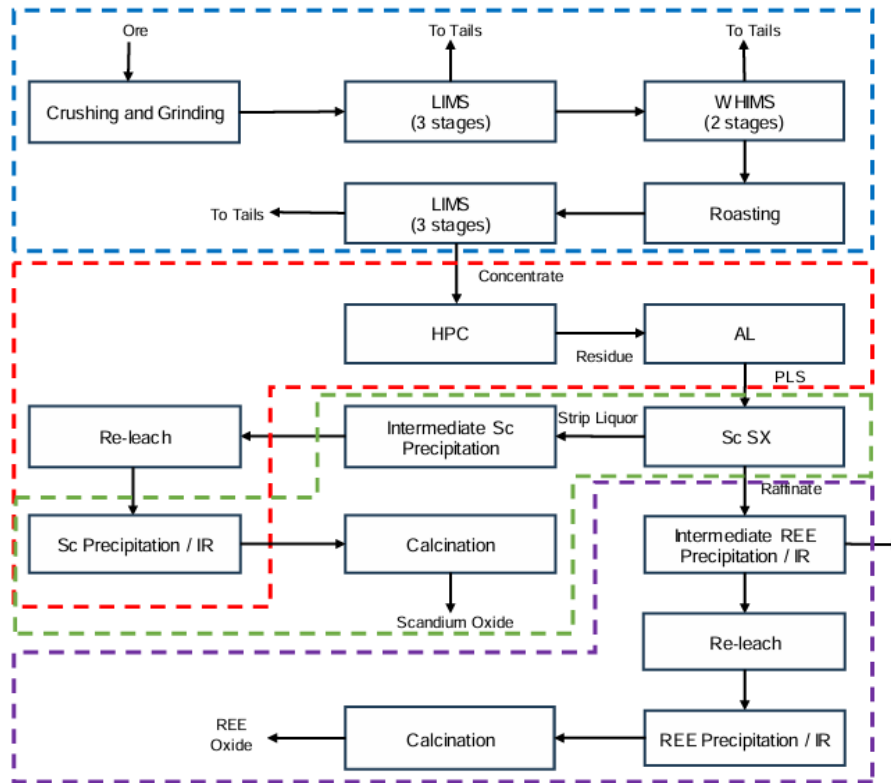 Ore
To Tails
To Tails
Crushing and Grinding
LIMS
(3 stages)
WHIMS
(2 stages)
To Tails
LIMS
(3 stages)
Roasting
Concentrate
HPC
Residue
AL
PLS
Re-leach
Intermediate Sc
Precipitation
Strip Liquor
Sc SX
Raffinate
Sc Precipitation / IR
Calcination
Intermediate REE
Precipitation / IR
Scandium Oxide
Re-leach
REE
Oxide
Calcination
REE Precipitation / IR